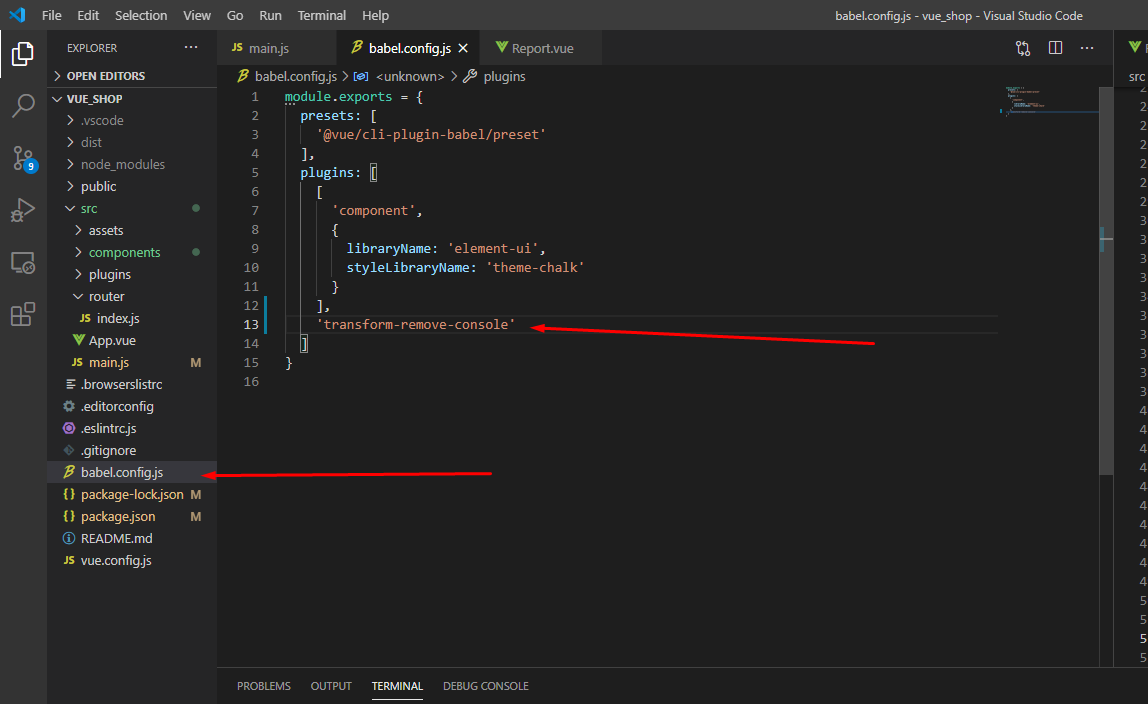 File Edit Selection View Go Run Terminal Help babel.config.js - vue_shop - Visual Studio Code
EXPLORER
OPEN EDITORS
VUE_SHOP
.vscode
dist
node_modules
public
src
assets
components
plugins
router
JS index.js
App.vue
JS main.js M
.browserslistrc
.editorconfig
.eslintrc.js
.gitignore
babel.config.js
{} package-lock.json M
{} package.json M
README.md
JS vue.config.js
9
JS main.js babel.config.js Report.vue
babel.config.js > <unknown> > plugins
1 module.exports = {
2 presets: [
3 '@vue/cli-plugin-babel/preset'
4 ],
5 plugins: [
6 [
7 'component',
8 {
9 libraryName: 'element-ui',
10 styleLibraryName: 'theme-chalk'
11 }
12 ],
13 'transform-remove-console'
14 ]
15 }
16
src
PROBLEMS OUTPUT TERMINAL DEBUG CONSOLE